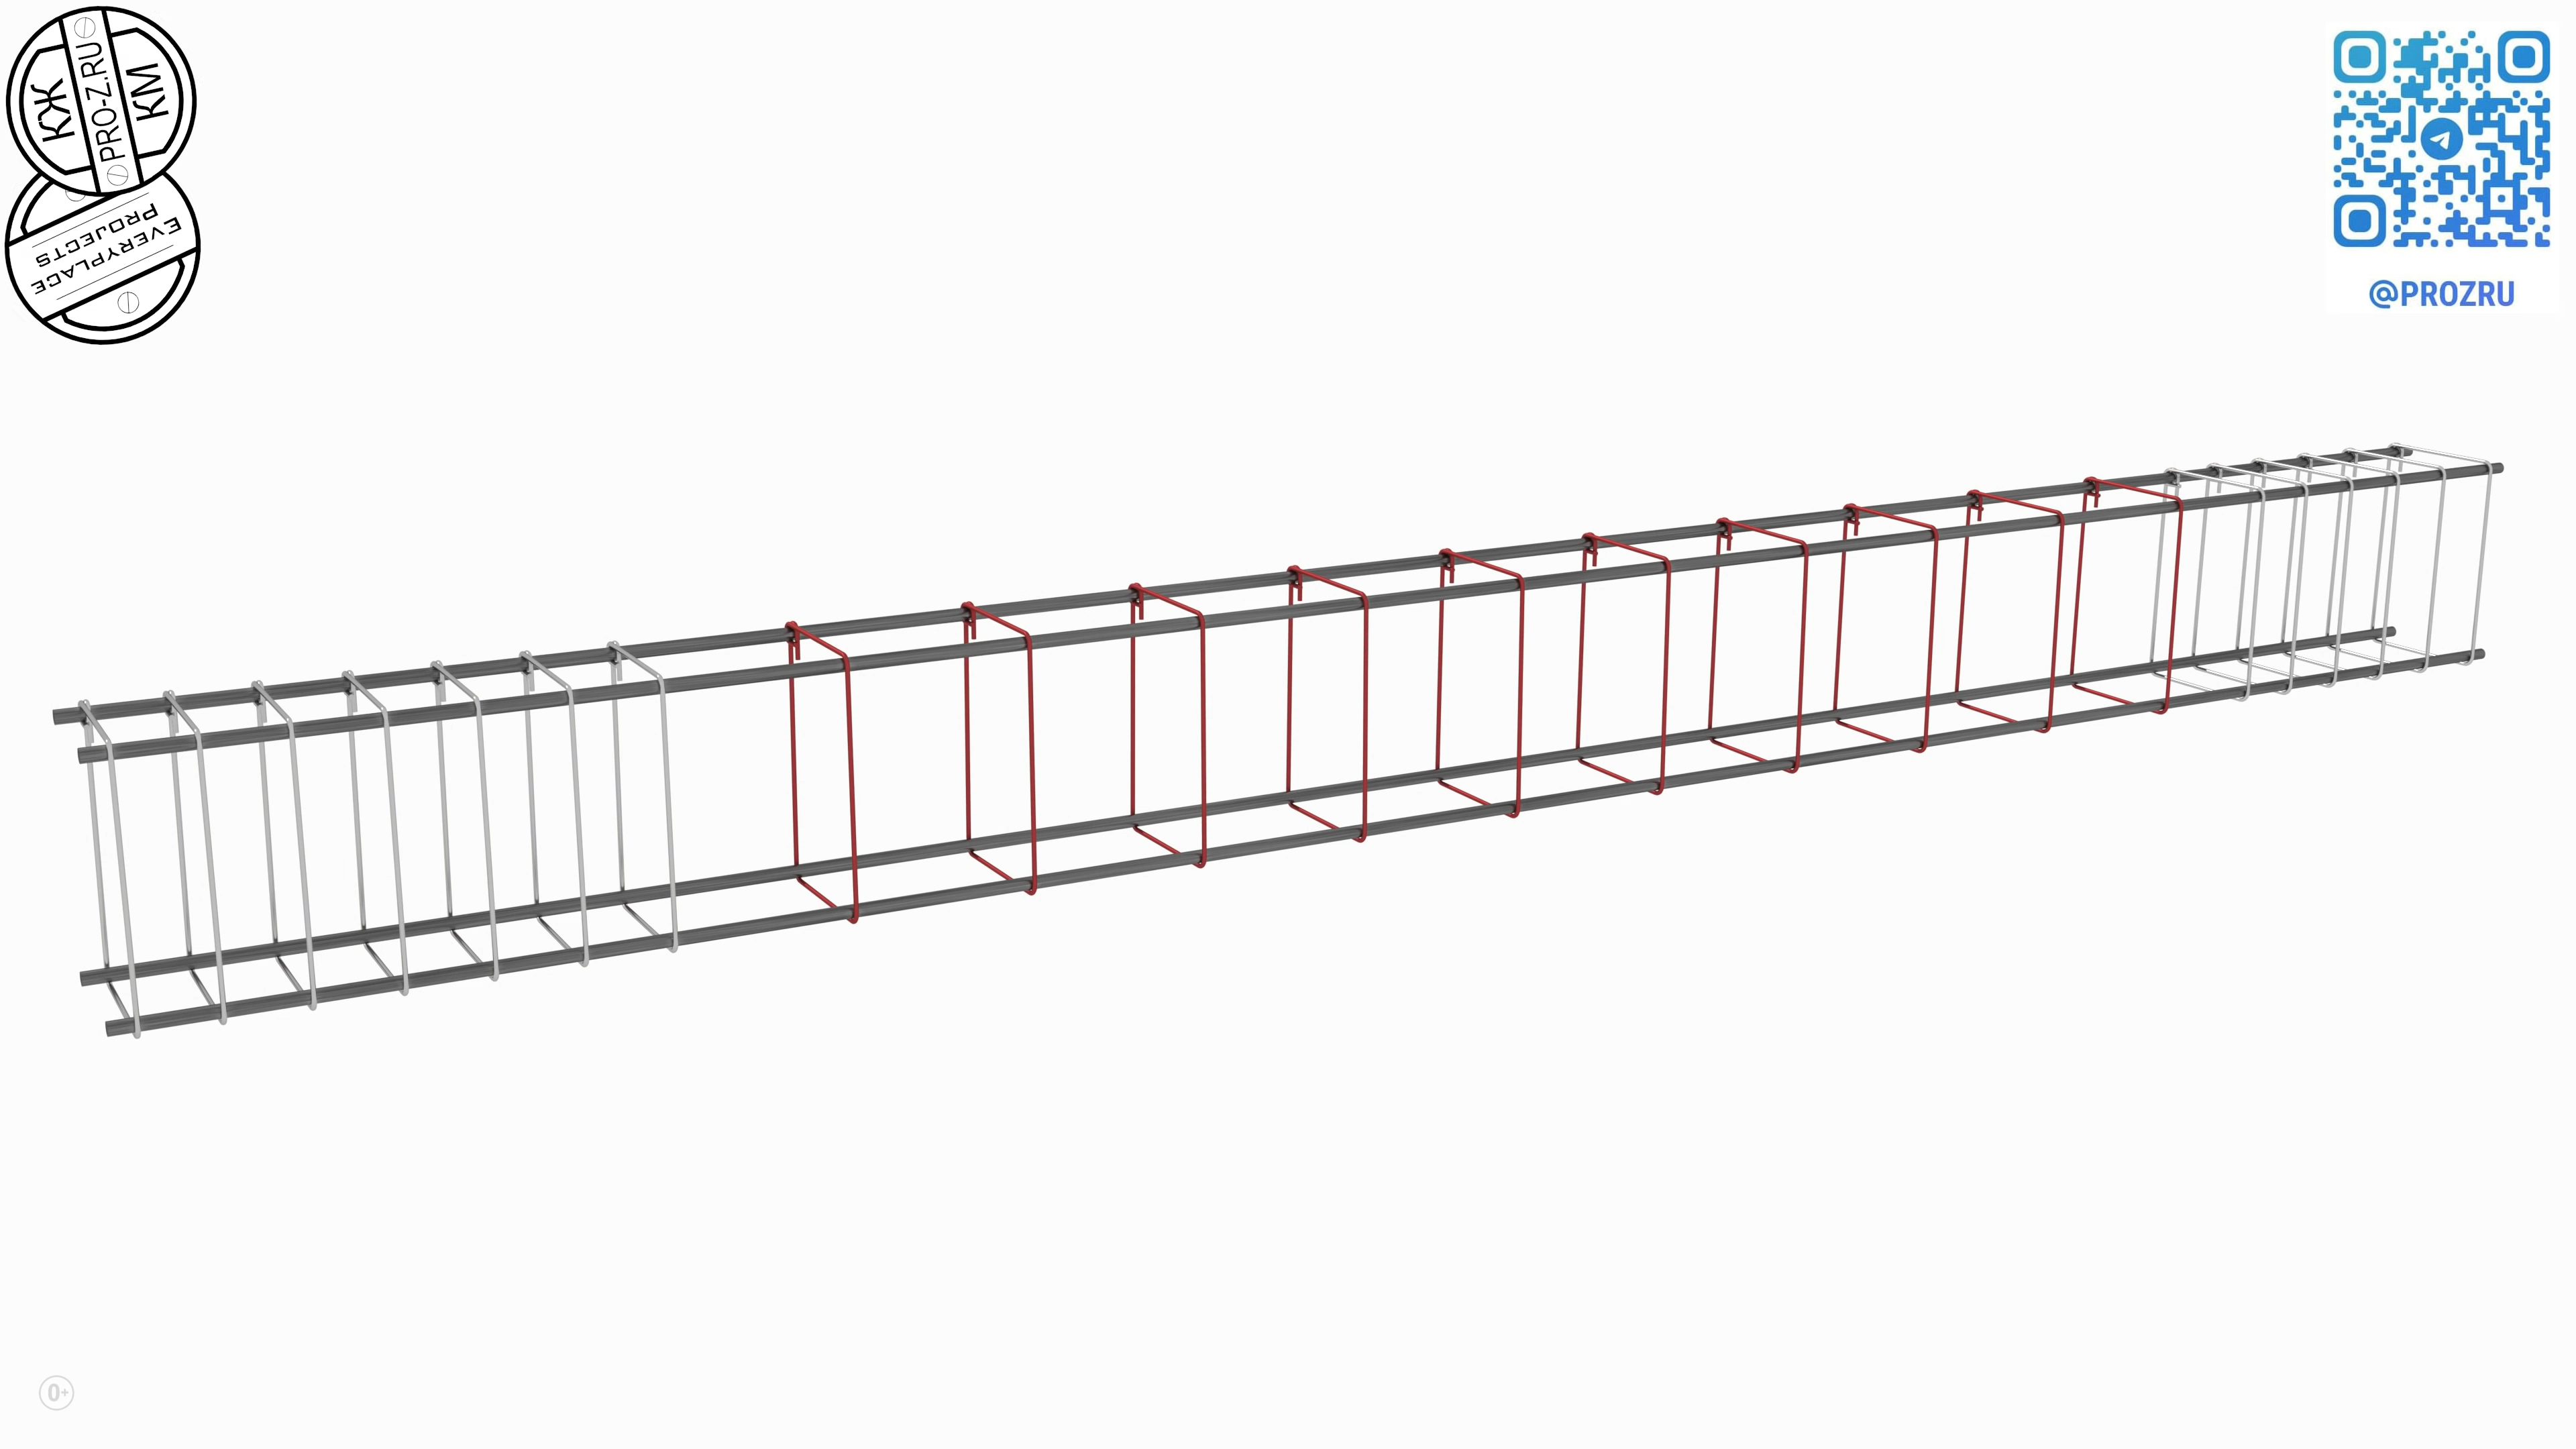 КЖ
PRO-Z.RU
КМ
EVERYPLACE
PROJECTS
@PROZRU
0+